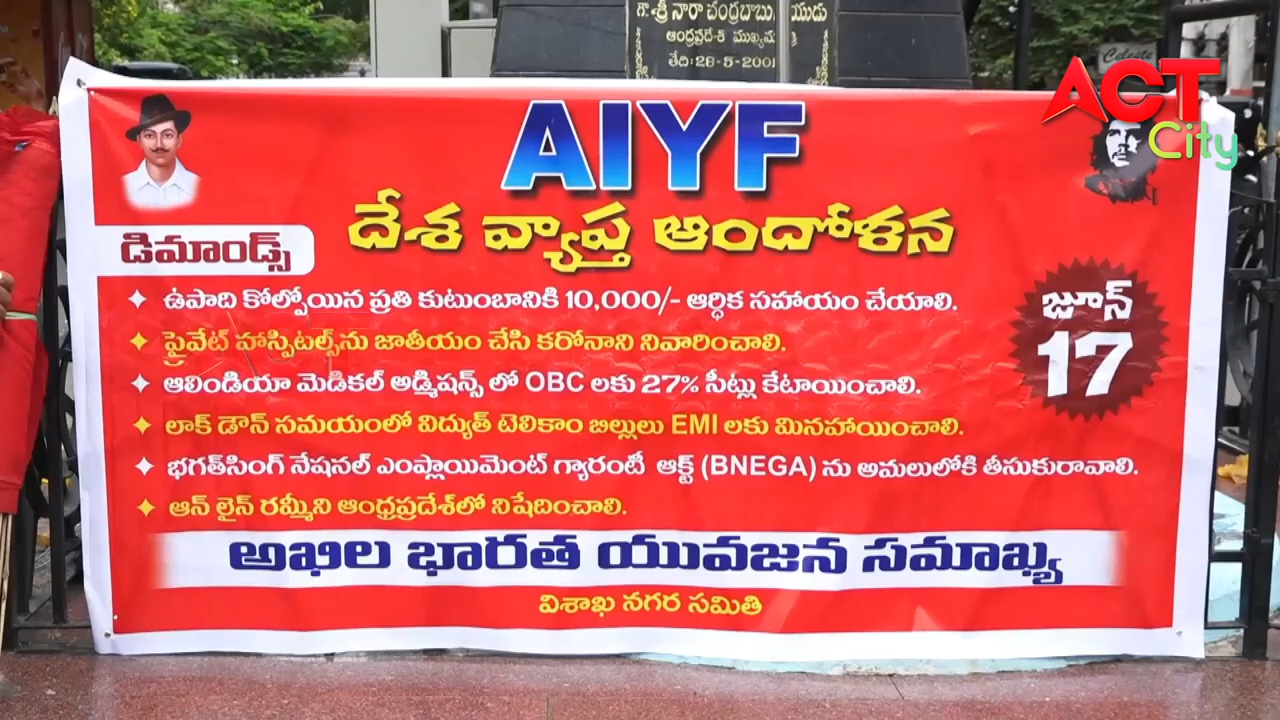 శ్రీ నారా చంద్రబాబు
ఆంధ్రప్రదేశ్
తేది: 28-5-2001
Celeste
ACT
City
AIYF
దేశ వ్యాప్త ఆందోళన
డిమాండ్స్
ఉపాది కోల్పోయిన ప్రతి కుటుంబానికి 10,000/- ఆర్ధిక సహాయం చేయాలి.
ప్రైవేట్ హాస్పిటల్స్‌ను జాతీయం చేసి కరోనాని నివారించాలి.
ఆలిండియా మెడికల్ అడ్మిషన్స్ లో OBC లకు 27% సీట్లు కేటాయించాలి.
లాక్ డౌన్ సమయంలో విద్యుత్ టెలికాం బిల్లులు EMI లకు మినహాయించాలి.
భగత్‌సింగ్ నేషనల్ ఎంప్లాయిమెంట్ గ్యారంటీ ఆక్ట్ (BNEGA) ను అమలులోకి తీసుకురావాలి.
ఆన్ లైన్ రమ్మీని ఆంధ్రప్రదేశ్‌లో నిషేదించాలి.
జూన్
17
అఖిల భారత యువజన సమాఖ్య
విశాఖ నగర సమితి